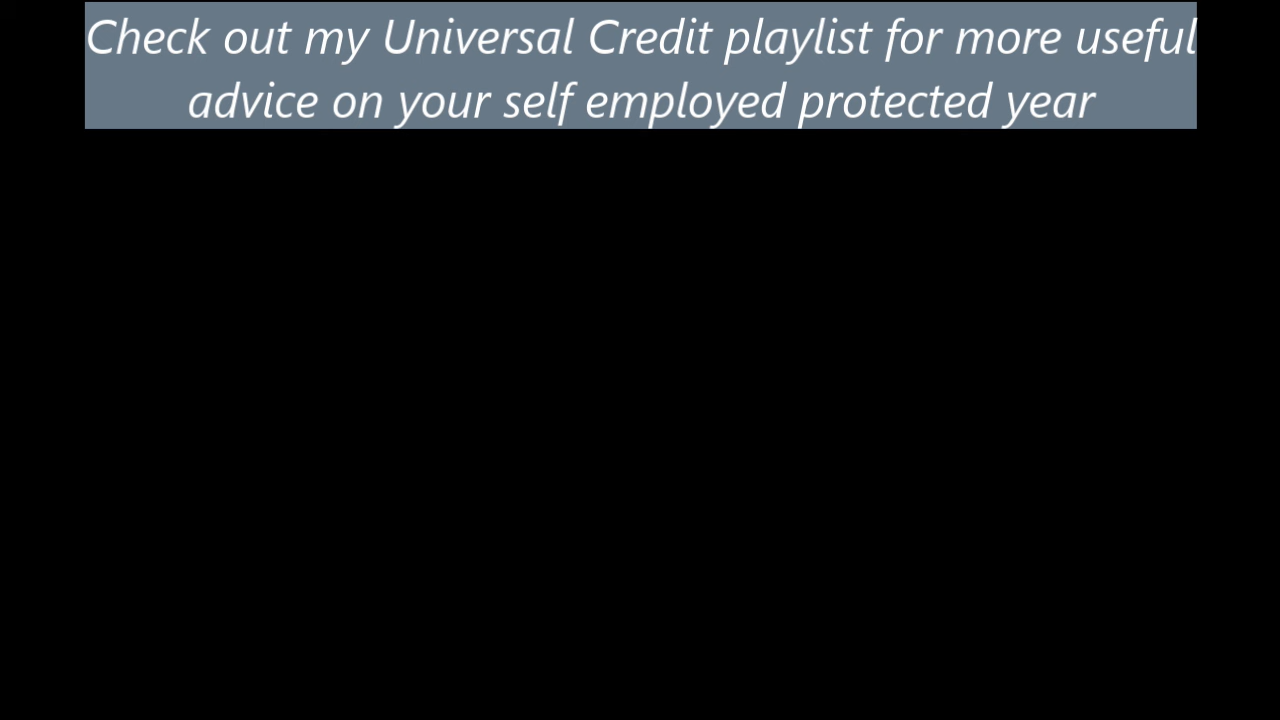 Check out my Universal Credit playlist for more useful
advice on your self employed protected year